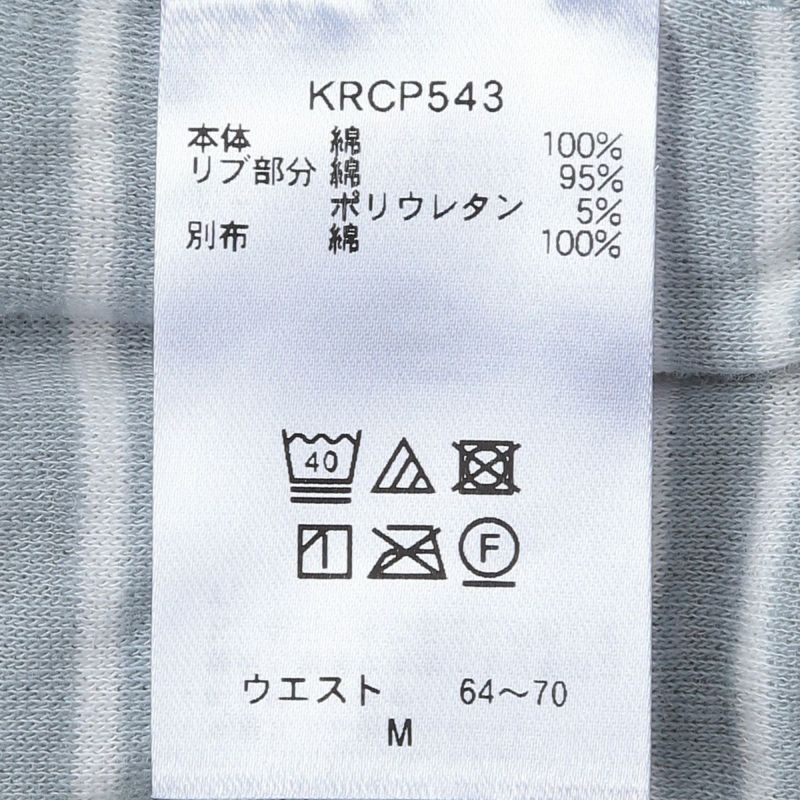 KRCP543
本体 綿 100%
リブ部分 綿 95%
ポリウレタン 5%
別布 綿 100%
40
F
ウエスト 64～70
M